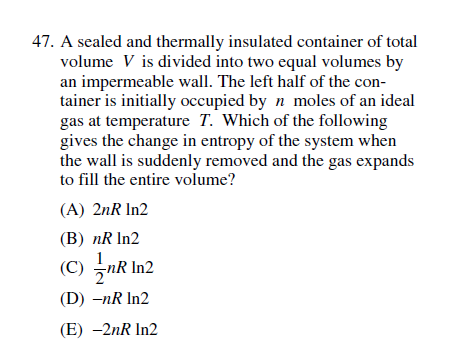 47. A sealed and thermally insulated container of total
volume V is divided into two equal volumes by
an impermeable wall. The left half of the con-
tainer is initially occupied by n moles of an ideal
gas at temperature T. Which of the following
gives the change in entropy of the system when
the wall is suddenly removed and the gas expands
to fill the entire volume?
(A) 2nR ln2
(B) nR ln2
(C) 1/2 nR ln2
(D) –nR ln2
(E) –2nR ln2